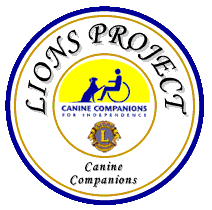 LIONS PROJECT
CANINE COMPANIONS
FOR INDEPENDENCE
L
Canine
Companions